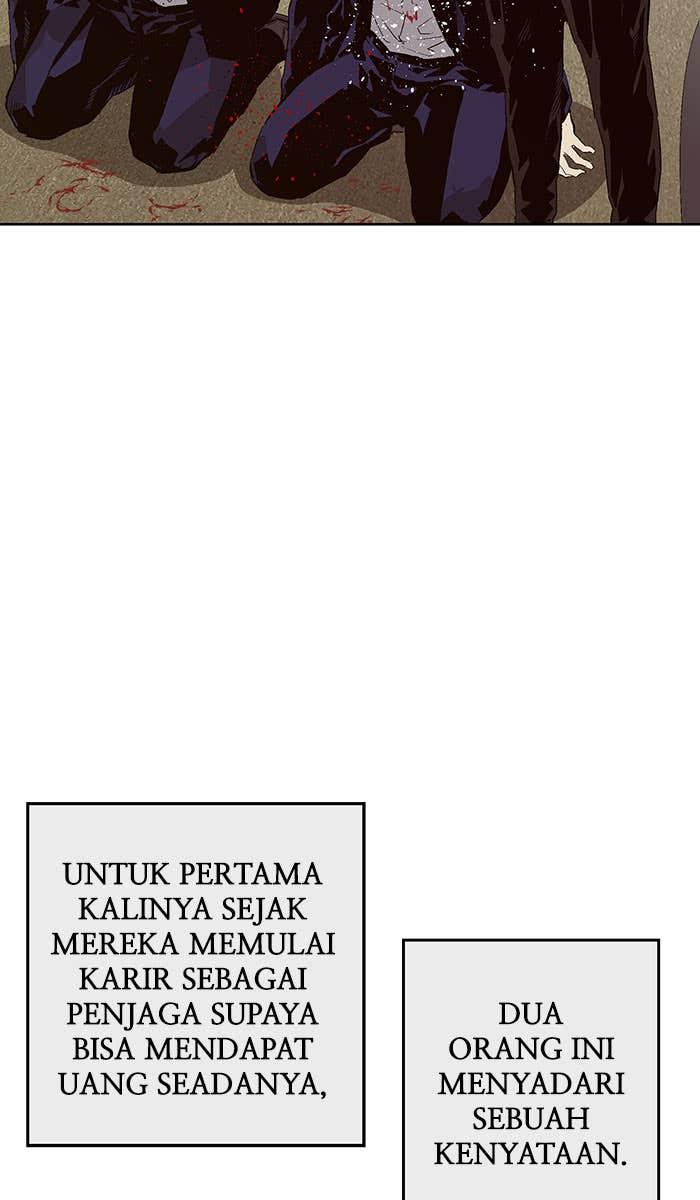 UNTUK PERTAMA
KALINYA SEJAK
MEREKA MEMULAI
KARIR SEBAGAI
PENJAGA SUPAYA
BISA MENDAPAT
UANG SEADANYA,
DUA
ORANG INI
MENYADARI
SEBUAH
KENYATAAN.